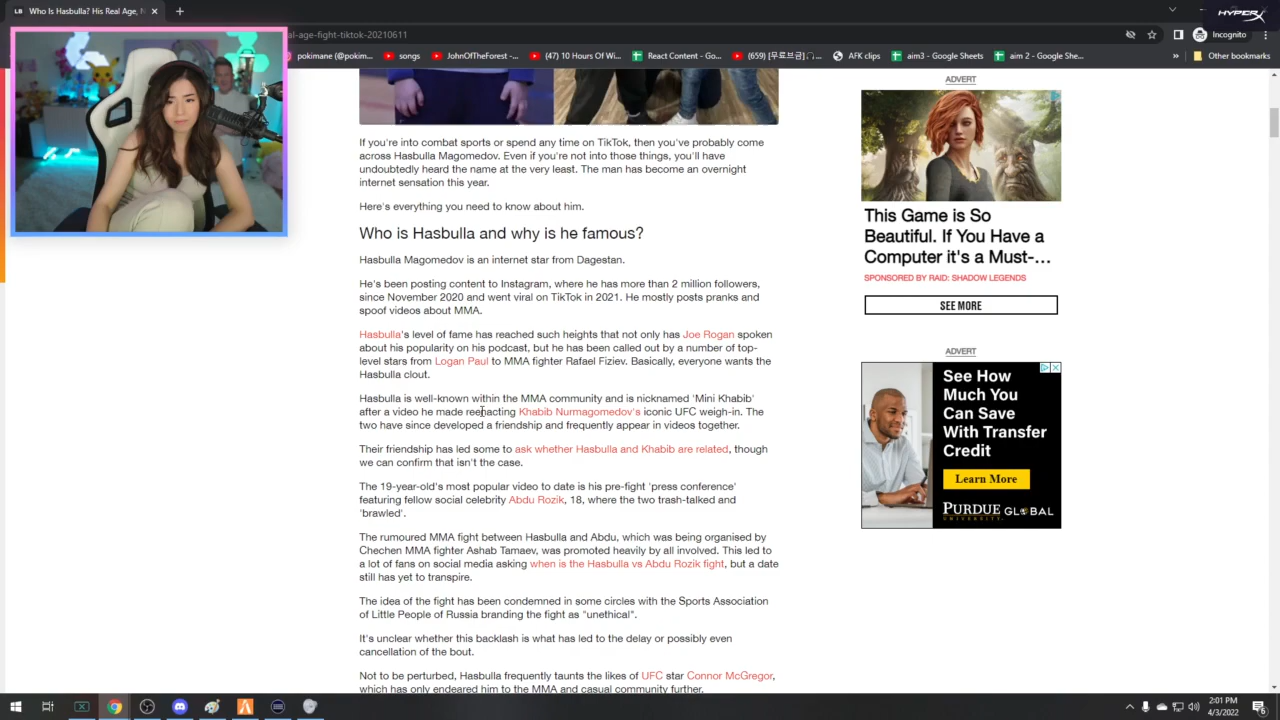 LB Who Is Hasbulla? His Real Age, N
HYPERX
al-age-fight-tiktok-20210611
Incognito
pokimane (@pokim...
songs
JohnOfTheForest -...
(47) 10 Hours Of Wi...
React Content - Go...
(659) [무료브금]
AFK clips
aim3 - Google Sheets
aim 2 - Google She...
»
Other bookmarks
If you're into combat sports or spend any time on TikTok, then you've probably come
across Hasbulla Magomedov. Even if you're not into those things, you'll have
undoubtedly heard the name at the very least. The man has become an overnight
internet sensation this year.
Here's everything you need to know about him.
Who is Hasbulla and why is he famous?
Hasbulla Magomedov is an internet star from Dagestan.
He's been posting content to Instagram, where he has more than 2 million followers,
since November 2020 and went viral on TikTok in 2021. He mostly posts pranks and
spoof videos about MMA.
Hasbulla's level of fame has reached such heights that not only has Joe Rogan spoken
about his popularity on his podcast, but he has been called out by a number of top-
level stars from Logan Paul to MMA fighter Rafael Fiziev. Basically, everyone wants the
Hasbulla clout.
Hasbulla is well-known within the MMA community and is nicknamed 'Mini Khabib'
after a video he made reenacting Khabib Nurmagomedov's iconic UFC weigh-in. The
two have since developed a friendship and frequently appear in videos together.
Their friendship has led some to ask whether Hasbulla and Khabib are related, though
we can confirm that isn't the case.
The 19-year-old's most popular video to date is his pre-fight 'press conference'
featuring fellow social celebrity Abdu Rozik, 18, where the two trash-talked and
'brawled'.
The rumoured MMA fight between Hasbulla and Abdu, which was being organised by
Chechen MMA fighter Ashab Tamaev, was promoted heavily by all involved. This led to
a lot of fans on social media asking when is the Hasbulla vs Abdu Rozik fight, but a date
still has yet to transpire.
The idea of the fight has been condemned in some circles with the Sports Association
of Little People of Russia branding the fight as "unethical".
It's unclear whether this backlash is what has led to the delay or possibly even
cancellation of the bout.
Not to be perturbed, Hasbulla frequently taunts the likes of UFC star Connor McGregor,
which has only endeared him to the MMA and casual community further.
ADVERT
This Game is So
Beautiful. If You Have a
Computer it's a Must-...
SPONSORED BY RAID: SHADOW LEGENDS
SEE MORE
ADVERT
See How
Much You
Can Save
With Transfer
Credit
Learn More
PURDUE GLOBAL
UNIVERSITY
2:01 PM
4/3/2022
6